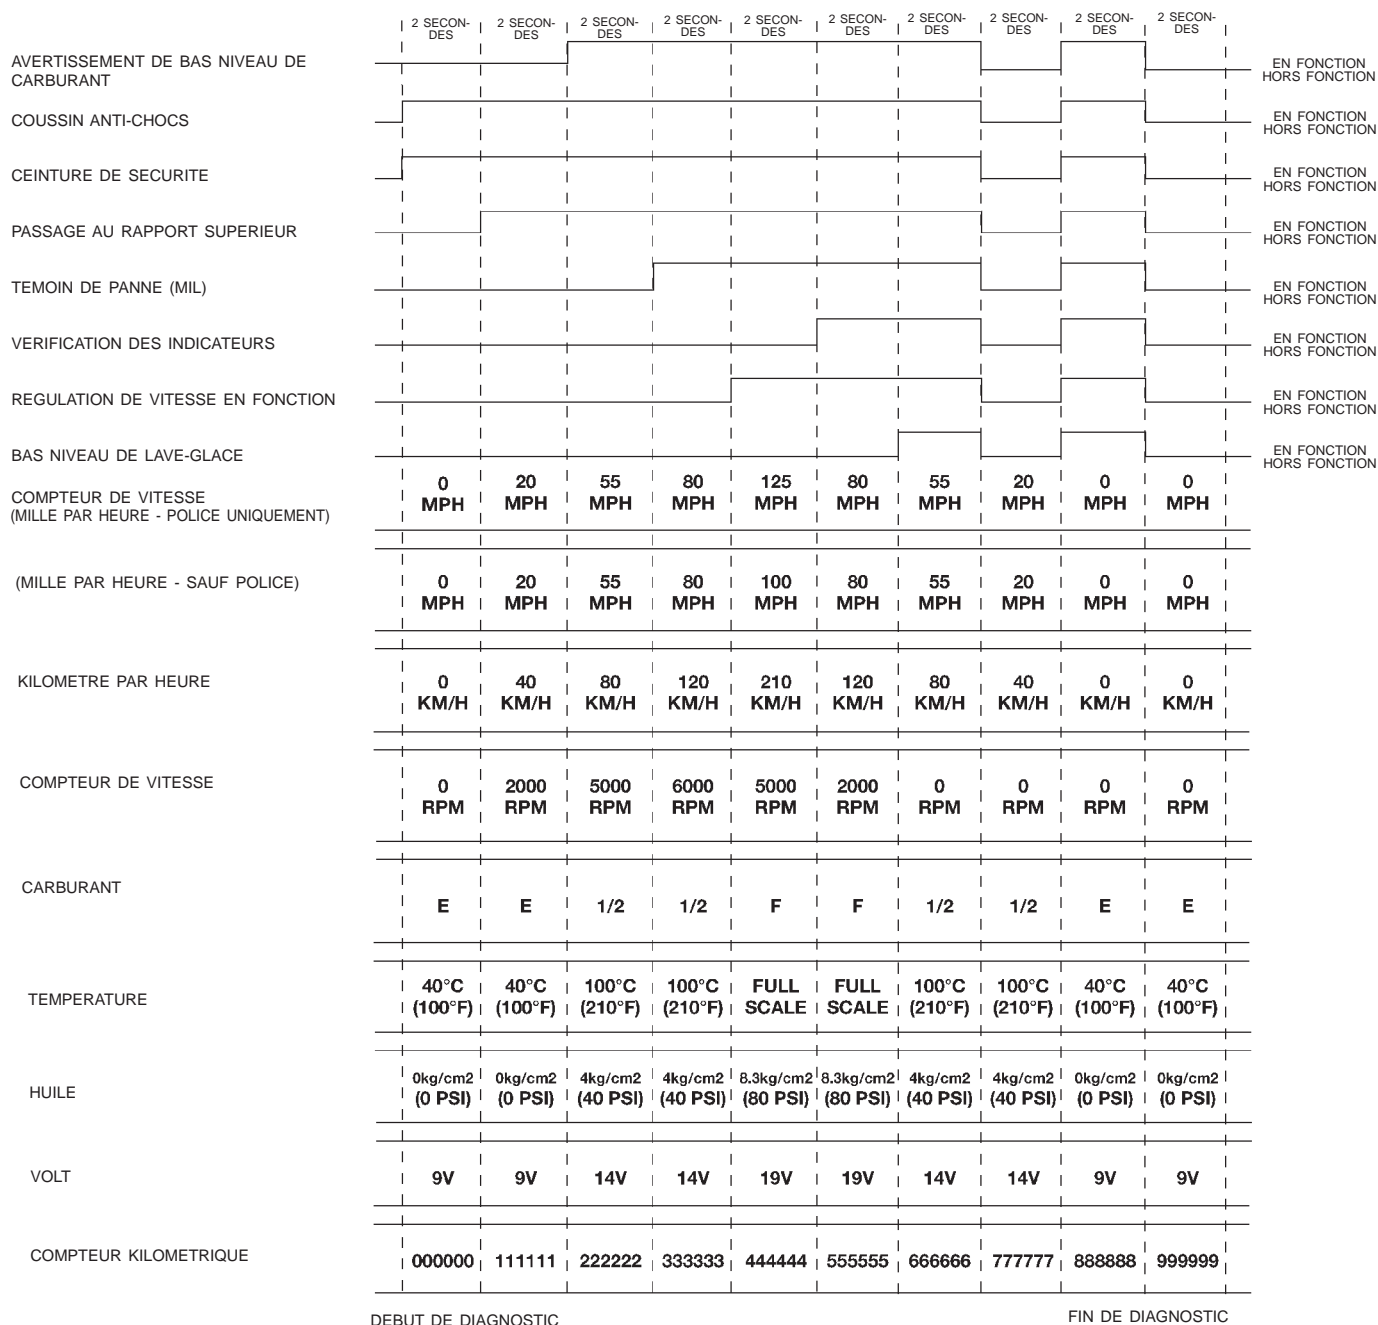 2 SECON- 2 SECON- 2 SECON- 2 SECON- 2 SECON- 2 SECON- 2 SECON- 2 SECON- 2 SECON- 2 SECON-
DES DES DES DES DES DES DES DES DES DES
AVERTISSEMENT DE BAS NIVEAU DE
CARBURANT
EN FONCTION
HORS FONCTION
COUSSIN ANTI-CHOCS
EN FONCTION
HORS FONCTION
CEINTURE DE SECURITE
EN FONCTION
HORS FONCTION
PASSAGE AU RAPPORT SUPERIEUR
EN FONCTION
HORS FONCTION
TEMOIN DE PANNE (MIL)
EN FONCTION
HORS FONCTION
VERIFICATION DES INDICATEURS
EN FONCTION
HORS FONCTION
REGULATION DE VITESSE EN FONCTION
EN FONCTION
HORS FONCTION
BAS NIVEAU DE LAVE-GLACE
EN FONCTION
HORS FONCTION
COMPTEUR DE VITESSE
(MILLE PAR HEURE - POLICE UNIQUEMENT)
0 20 55 80 125 80 55 20 0 0
MPH MPH MPH MPH MPH MPH MPH MPH MPH MPH
(MILLE PAR HEURE - SAUF POLICE)
0 20 55 80 100 80 55 20 0 0
MPH MPH MPH MPH MPH MPH MPH MPH MPH MPH
KILOMETRE PAR HEURE
0 40 80 120 210 120 80 40 0 0
KM/H KM/H KM/H KM/H KM/H KM/H KM/H KM/H KM/H KM/H
COMPTEUR DE VITESSE
0 2000 5000 6000 5000 2000 0 0 0 0
RPM RPM RPM RPM RPM RPM RPM RPM RPM RPM
CARBURANT
E E 1/2 1/2 F F 1/2 1/2 E E
TEMPERATURE
40°C 40°C 100°C 100°C FULL FULL 100°C 100°C 40°C 40°C
(100°F) (100°F) (210°F) (210°F) SCALE SCALE (210°F) (210°F) (100°F) (100°F)
HUILE
0kg/cm2 0kg/cm2 4kg/cm2 4kg/cm2 8.3kg/cm2 8.3kg/cm2 4kg/cm2 4kg/cm2 0kg/cm2 0kg/cm2
(0 PSI) (0 PSI) (40 PSI) (40 PSI) (80 PSI) (80 PSI) (40 PSI) (40 PSI) (0 PSI) (0 PSI)
VOLT
9V 9V 14V 14V 19V 19V 14V 14V 9V 9V
COMPTEUR KILOMETRIQUE
000000 111111 222222 333333 444444 555555 666666 777777 888888 999999
DEBUT DE DIAGNOSTIC
FIN DE DIAGNOSTIC